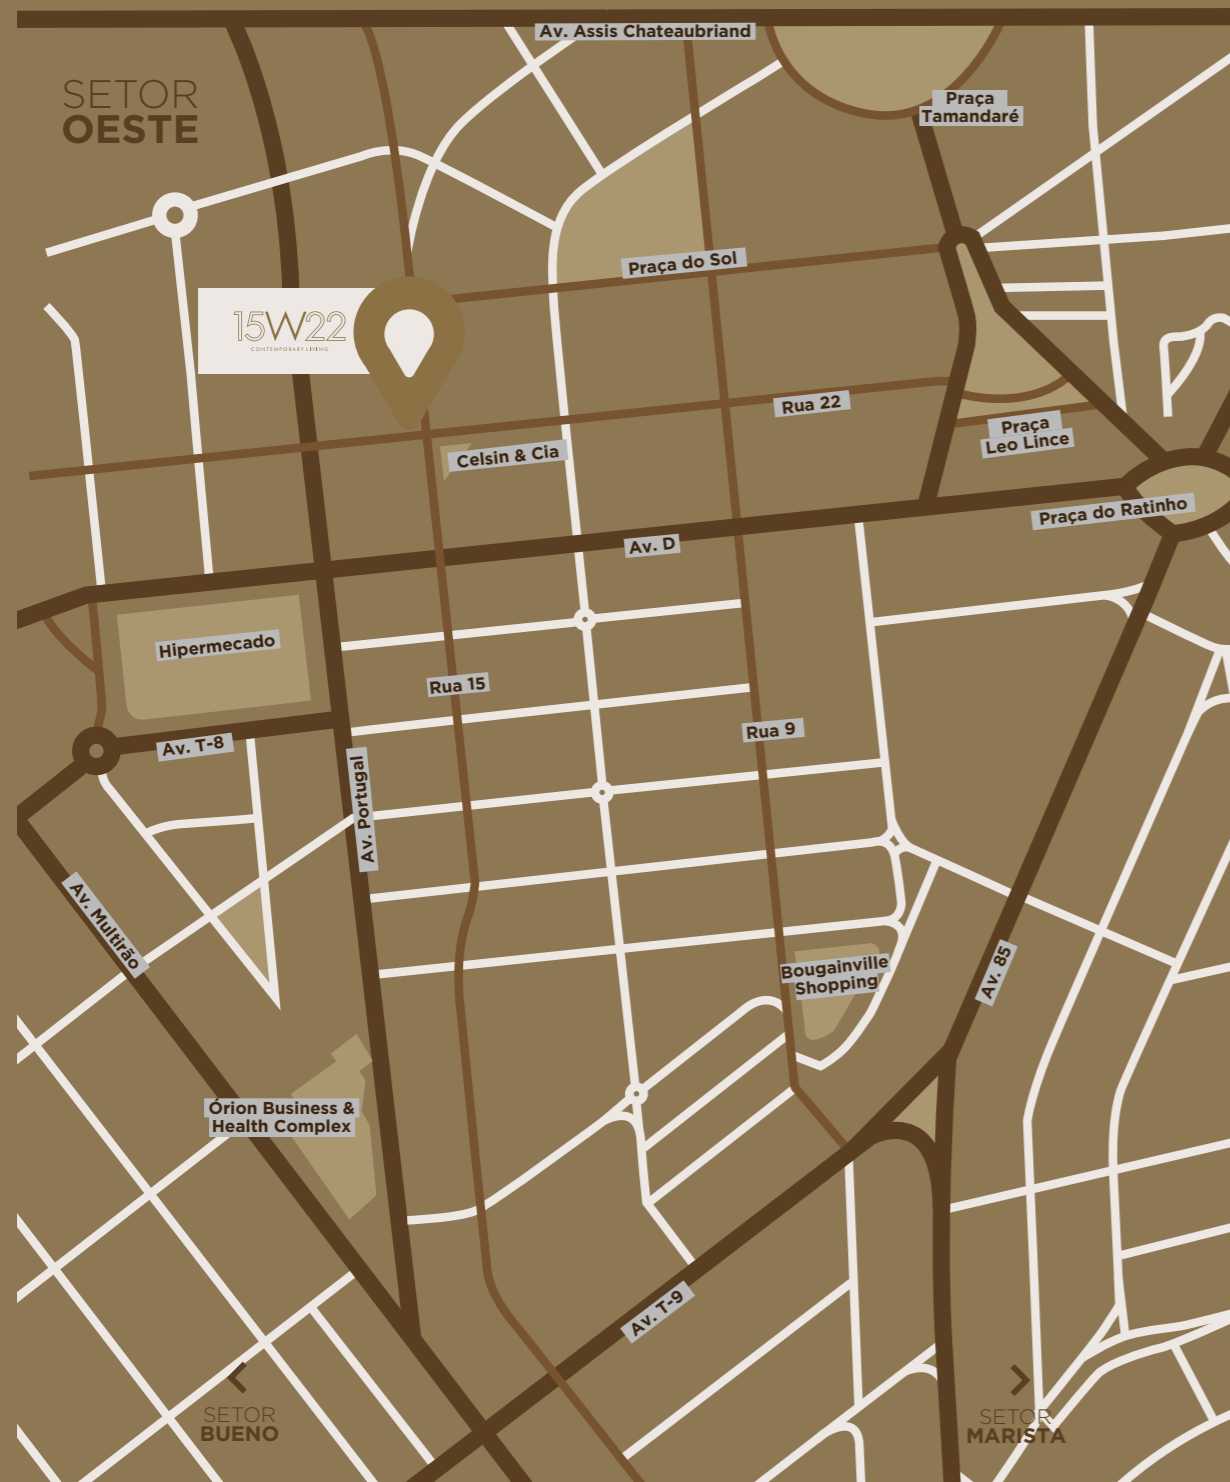 Av. Assis Chateaubriand
SETOR
OESTE
Praça
Tamandaré
Praça do Sol
15W22
CONTEMPORARY LIVING
Rua 22
Praça
Leo Lince
Celsin & Cia
Praça do Ratinho
Av. D
Hipermecado
Rua 15
Rua 9
Av. T-8
Av. Portugal
Av. Multirão
Bougainville
Shopping
Av. 85
Órion Business &
Health Complex
Av. T-9
SETOR
BUENO
SETOR
MARISTA